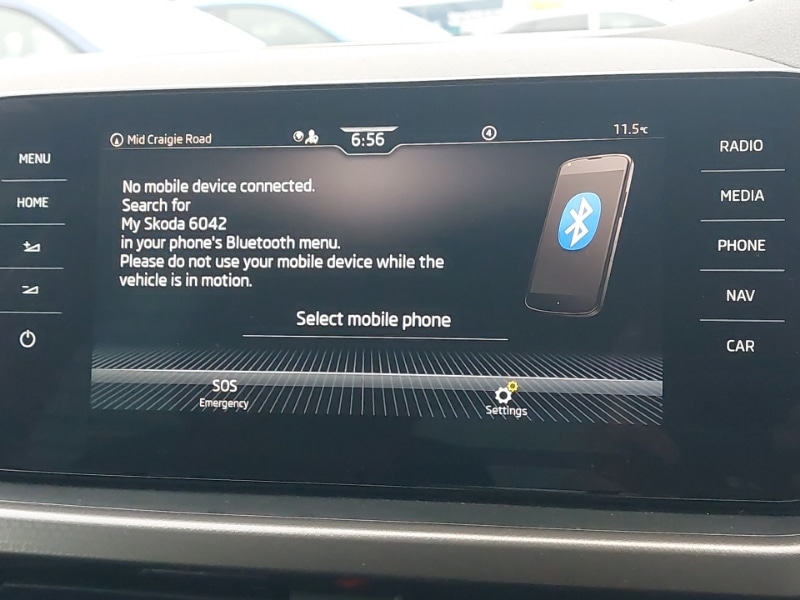 Mid Craigie Road
6:56
4
11.5°C
MENU
HOME
No mobile device connected.
Search for
My Skoda 6042
in your phone's Bluetooth menu.
Please do not use your mobile device while the
vehicle is in motion.
Select mobile phone
SOS
Emergency
Settings
RADIO
MEDIA
PHONE
NAV
CAR